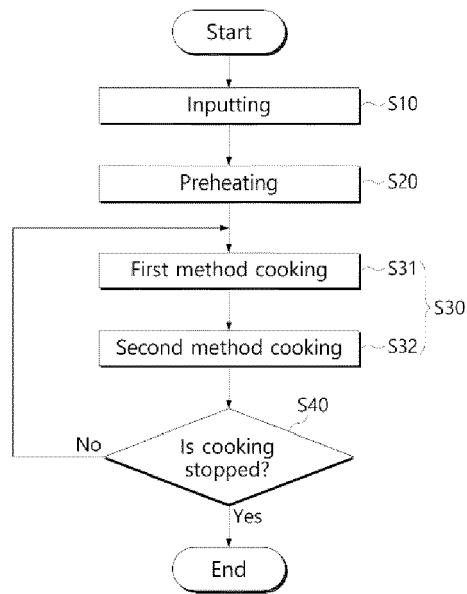 Start
Inputting
S10
Preheating
S20
First method cooking
S31
S30
Second method cooking
S32
S40
No
Is cooking
stopped?
Yes
End